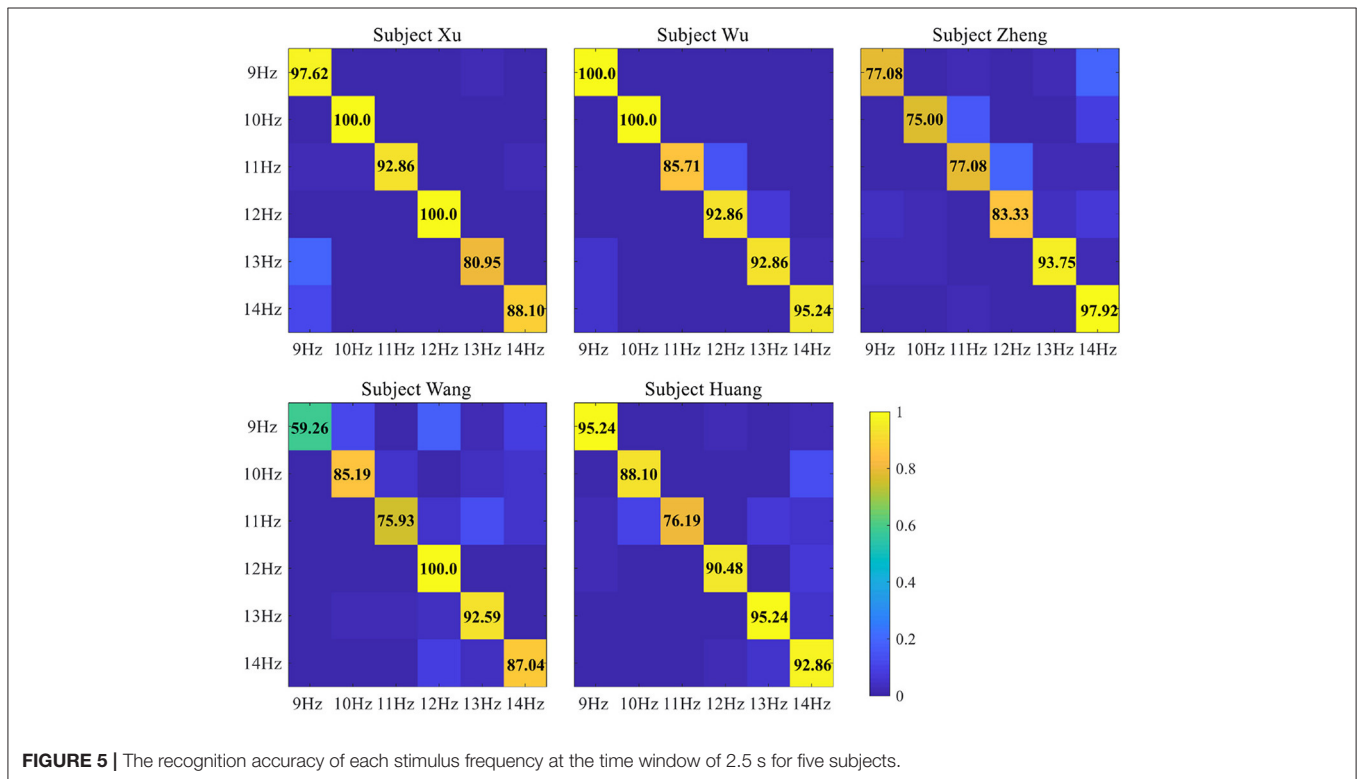 Subject Xu Subject Wu Subject Zheng
9Hz 97.62 100.0 77.08
10Hz 100.0 100.0 75.00
11Hz 92.86 85.71 77.08
12Hz 100.0 92.86 83.33
13Hz 80.95 92.86 93.75
14Hz 88.10 95.24 97.92
9Hz 10Hz 11Hz 12Hz 13Hz 14Hz 9Hz 10Hz 11Hz 12Hz 13Hz 14Hz 9Hz 10Hz 11Hz 12Hz 13Hz 14Hz
Subject Wang Subject Huang
1
9Hz 59.26 95.24
10Hz 85.19 88.10
0.8
11Hz 75.93 76.19
0.6
12Hz 100.0 90.48
0.4
13Hz 92.59 95.24
0.2
14Hz 87.04 92.86
0
9Hz 10Hz 11Hz 12Hz 13Hz 14Hz 9Hz 10Hz 11Hz 12Hz 13Hz 14Hz
FIGURE 5 | The recognition accuracy of each stimulus frequency at the time window of 2.5 s for five subjects.